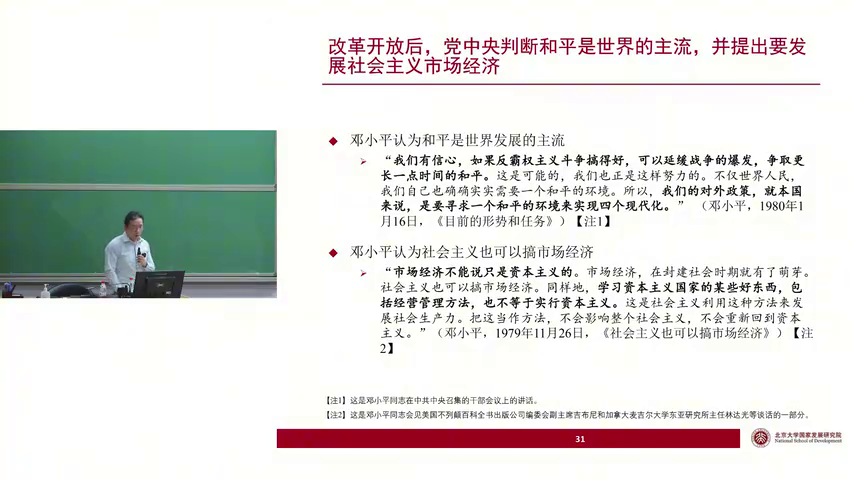 改革开放后，党中央判断和平是世界的主流，并提出要发
展社会主义市场经济
邓小平认为和平是世界发展的主流
“我们有信心，如果反霸权主义斗争搞得好，可以延缓战争的爆发，争取更
长一点时间的和平。这是可能的，我们也正是这样努力的。不仅世界人民，
我们自己也确确实实需要一个和平的环境。所以，我们的对外政策，就本国
来说，是要寻求一个和平的环境来实现四个现代化。”（邓小平，1980年1
月16日，《目前的形势和任务》）【注1】
邓小平认为社会主义也可以搞市场经济
“市场经济不能说只是资本主义的。市场经济，在封建社会时期就有了萌芽。
社会主义也可以搞市场经济。同样地，学习资本主义国家的某些好东西，包
括经营管理方法，也不等于实行资本主义。这是社会主义利用这种方法来发
展社会生产力。把这当作方法，不会影响整个社会主义，不会重新回到资本
主义。”（邓小平，1979年11月26日，《社会主义也可以搞市场经济》）【注
2】
【注1】这是邓小平同志在中共中央召集的干部会议上的讲话。
【注2】这是邓小平同志会见美国不列颠百科全书出版公司编委会副主席吉布尼和加拿大麦吉尔大学东亚研究所主任林达光等谈话的一部分。
31
北京大学国家发展研究院
National School of Development